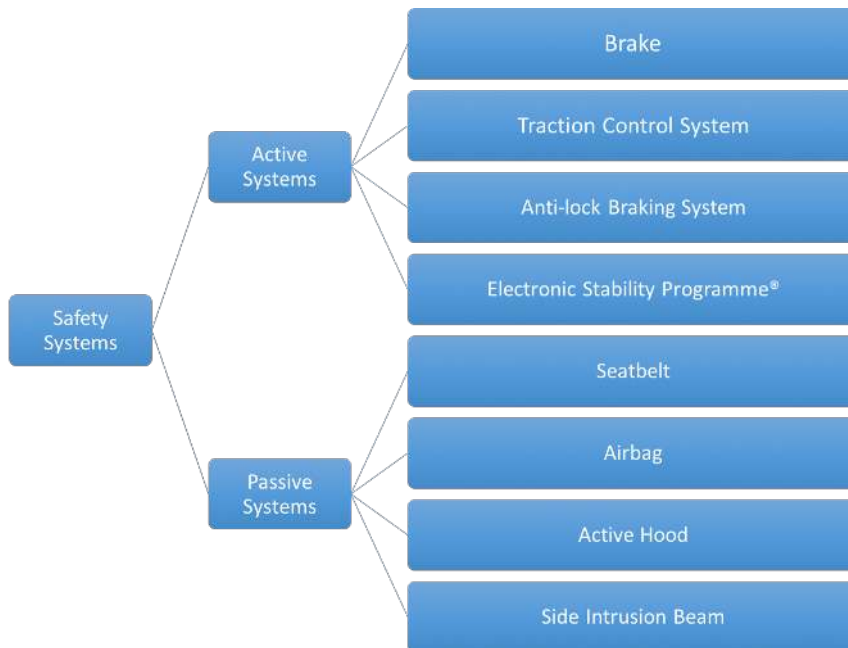 Brake
Traction Control System
Active
Systems
Anti-lock Braking System
Electronic Stability Programme®
Safety
Systems
Seatbelt
Airbag
Passive
Systems
Active Hood
Side Intrusion Beam